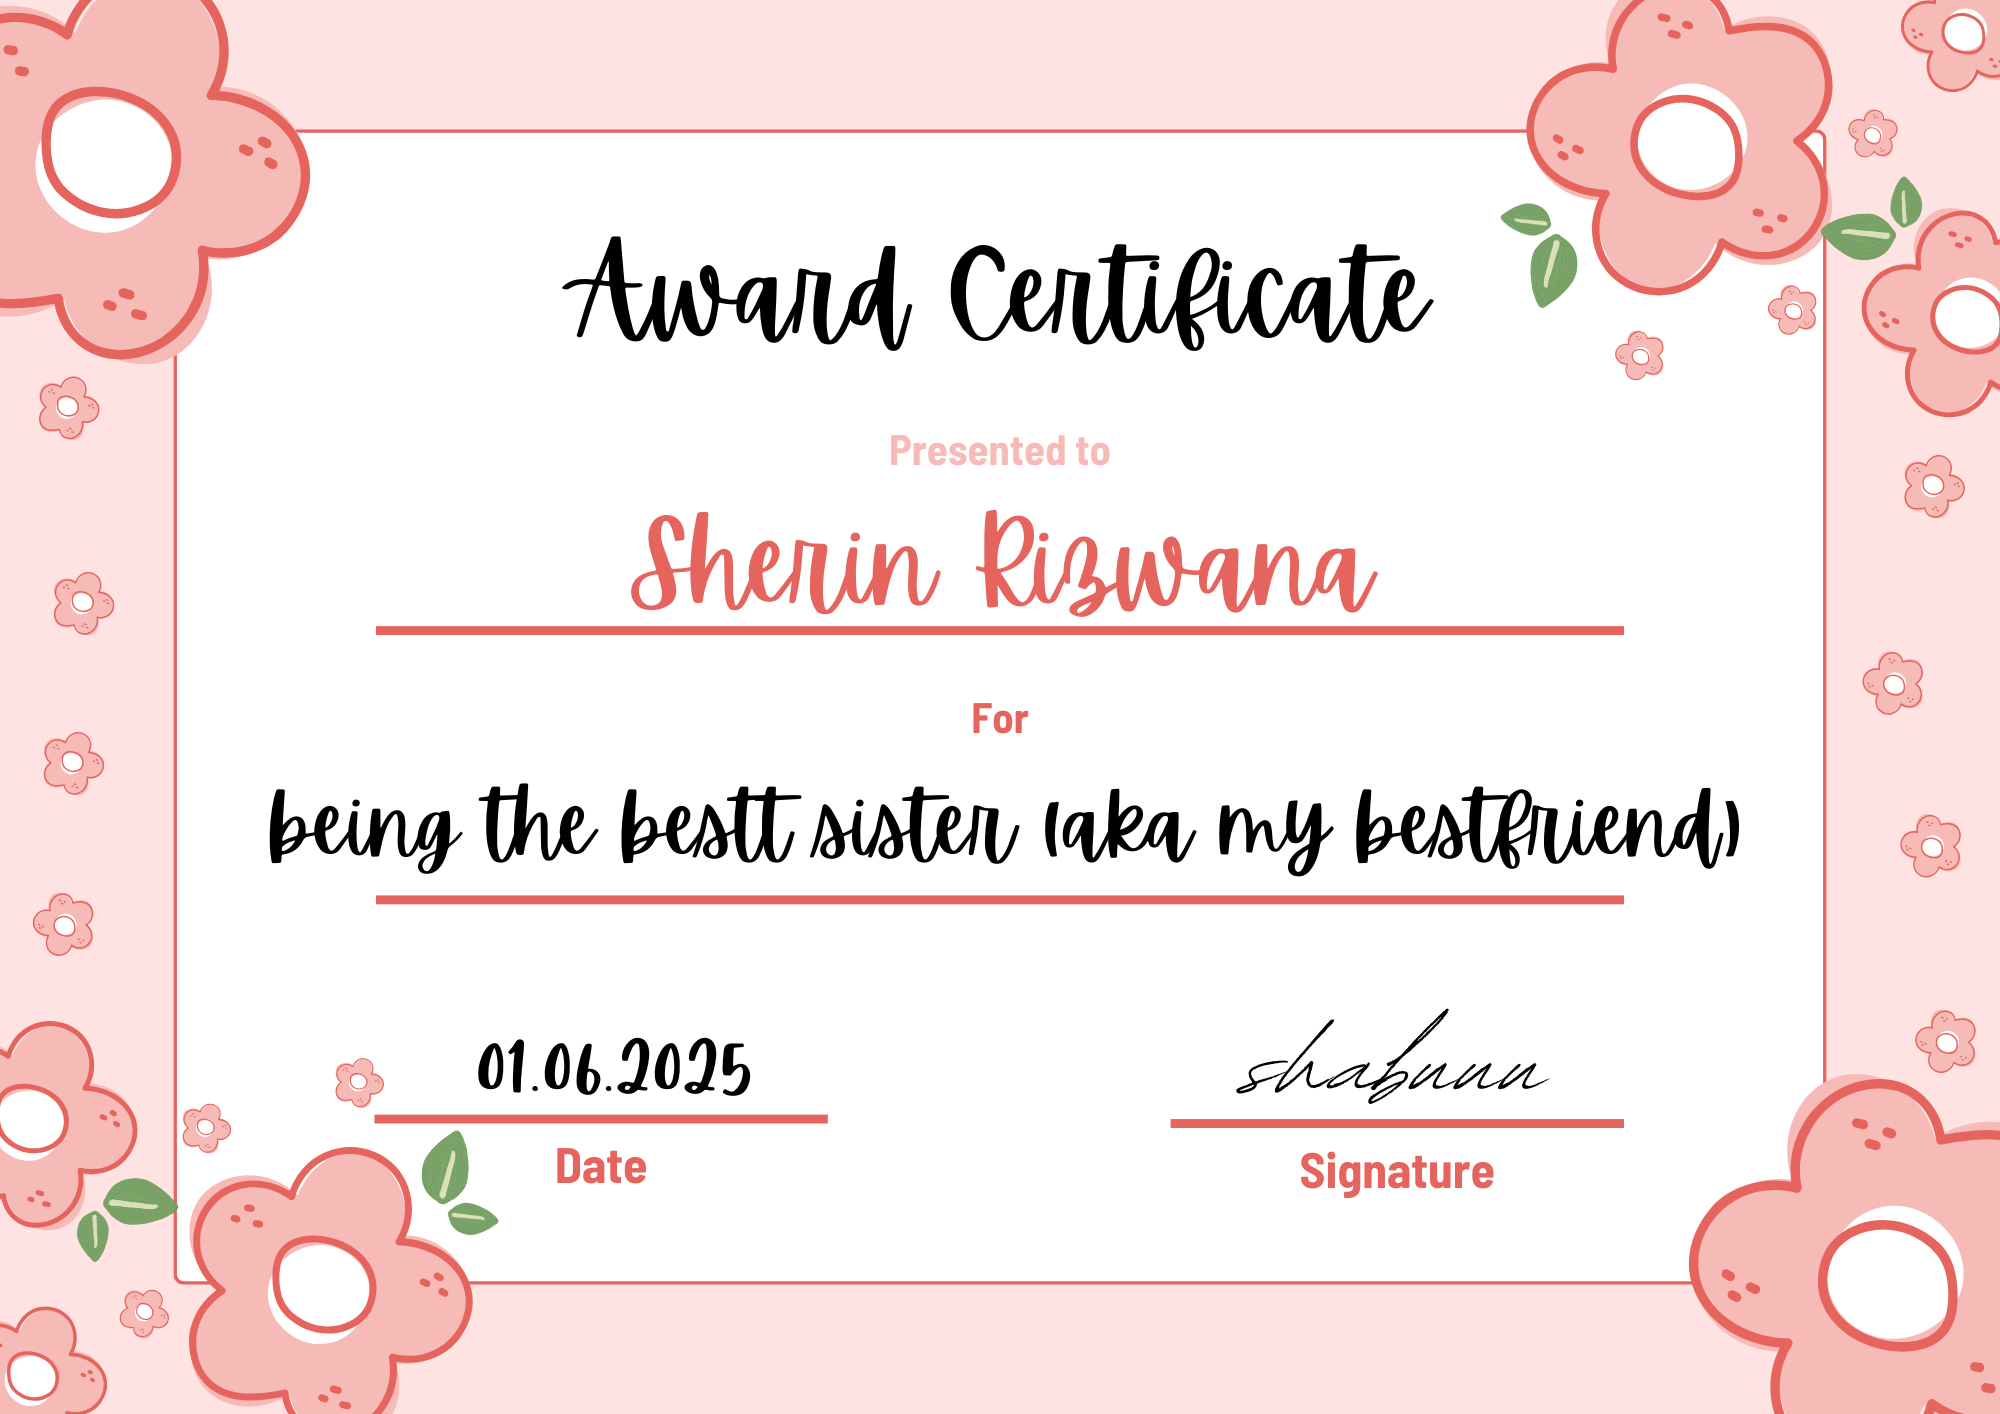 Award Certificate
Presented to
Sherin Rizwana
For
being the bestt sister (aka my bestfriend)
01.06.2025
shabuuu
Date
Signature